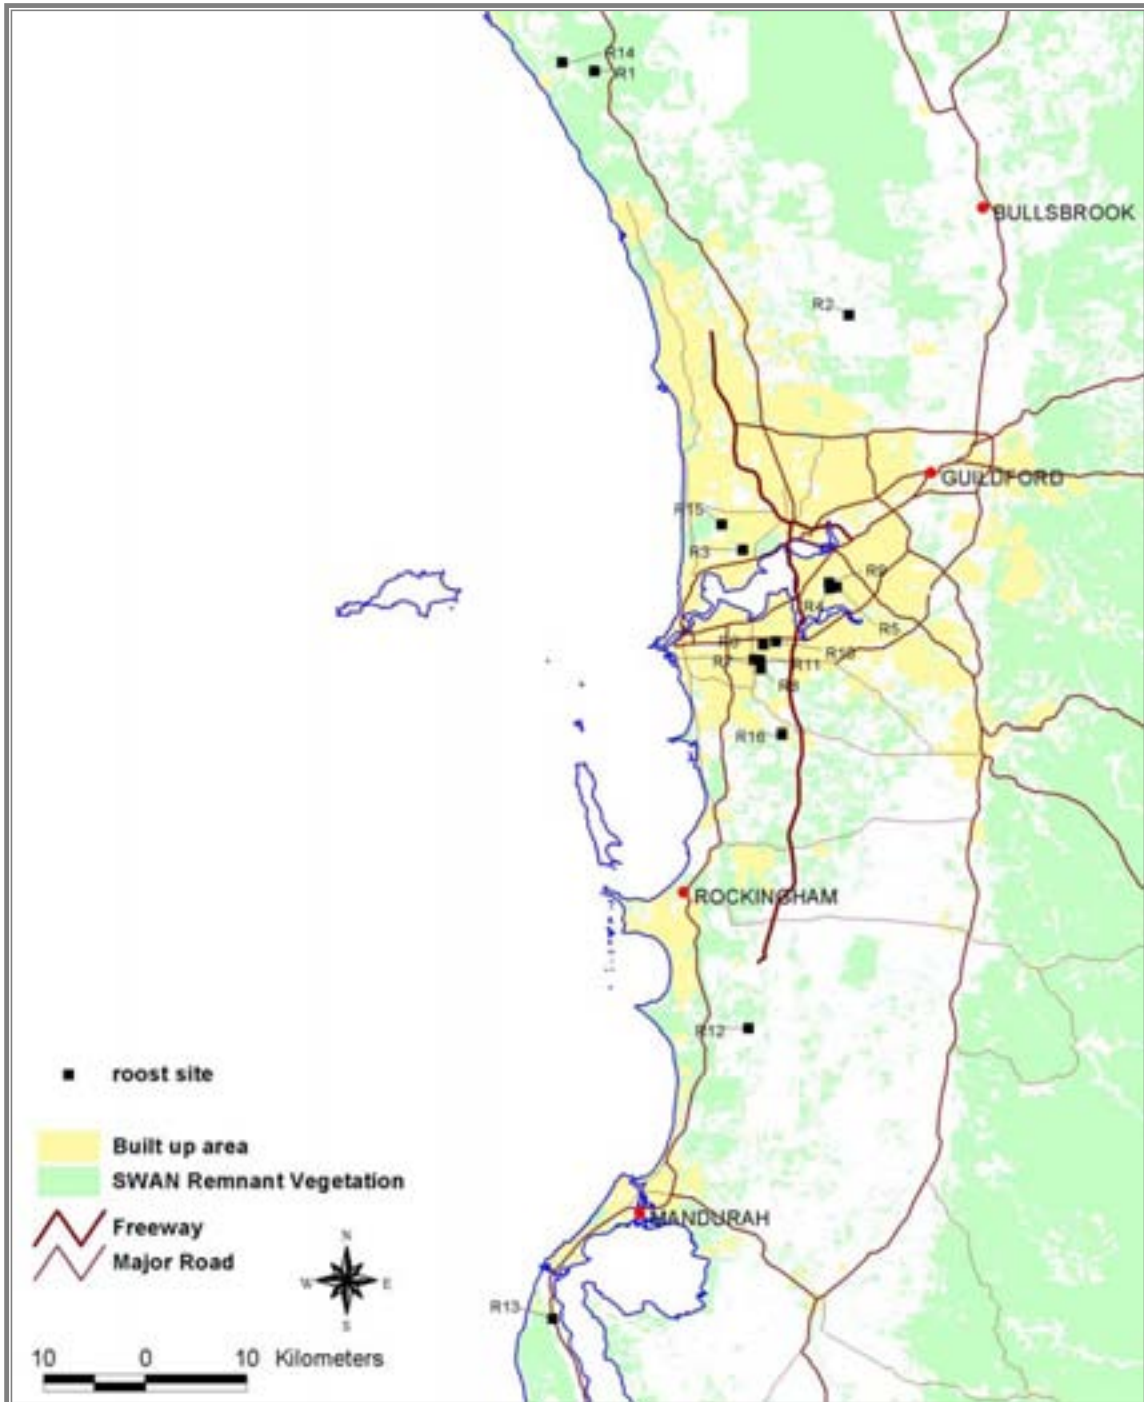 R14
R1
BULLSBROOK
R2
GUILDFORD
R15
R3
R9
R4
R5
R10
R7
R11
R8
R16
ROCKINGHAM
R12
roost site
Built up area
SWAN Remnant Vegetation
Freeway
Major Road
N
W E
S
MANDURAH
R13
10 0 10 Kilometers